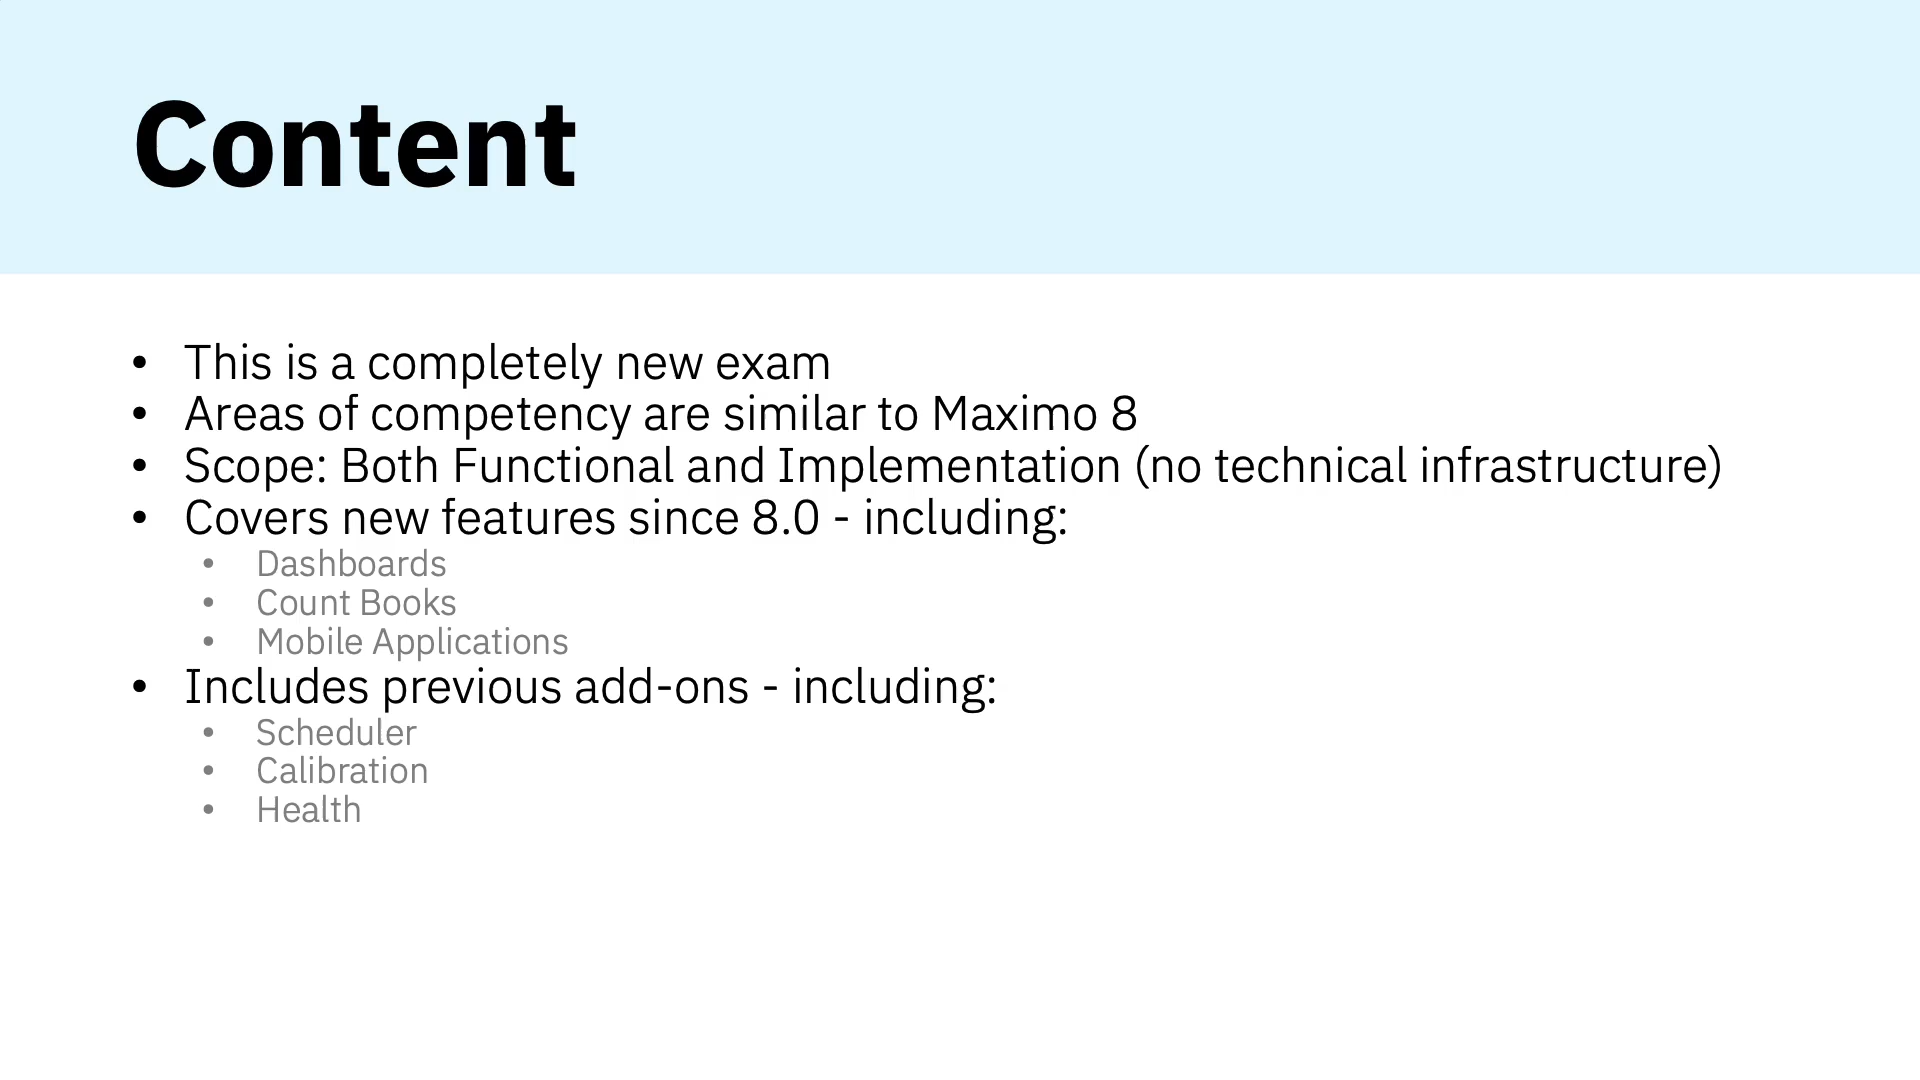 Content
• This is a completely new exam
• Areas of competency are similar to Maximo 8
• Scope: Both Functional and Implementation (no technical infrastructure)
• Covers new features since 8.0 - including:
• Dashboards
• Count Books
• Mobile Applications
• Includes previous add-ons - including:
• Scheduler
• Calibration
• Health